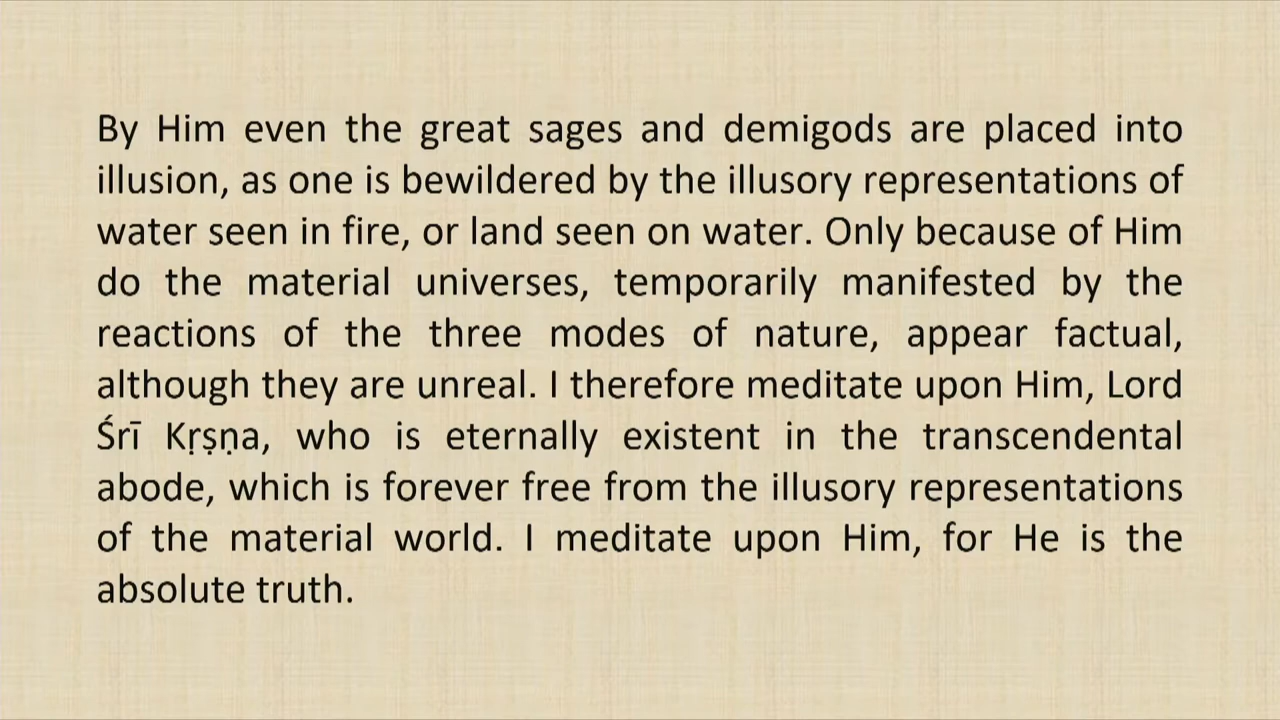 By Him even the great sages and demigods are placed into
illusion, as one is bewildered by the illusory representations of
water seen in fire, or land seen on water. Only because of Him
do the material universes, temporarily manifested by the
reactions of the three modes of nature, appear factual,
although they are unreal. I therefore meditate upon Him, Lord
Śrī Kṛṣṇa, who is eternally existent in the transcendental
abode, which is forever free from the illusory representations
of the material world. I meditate upon Him, for He is the
absolute truth.